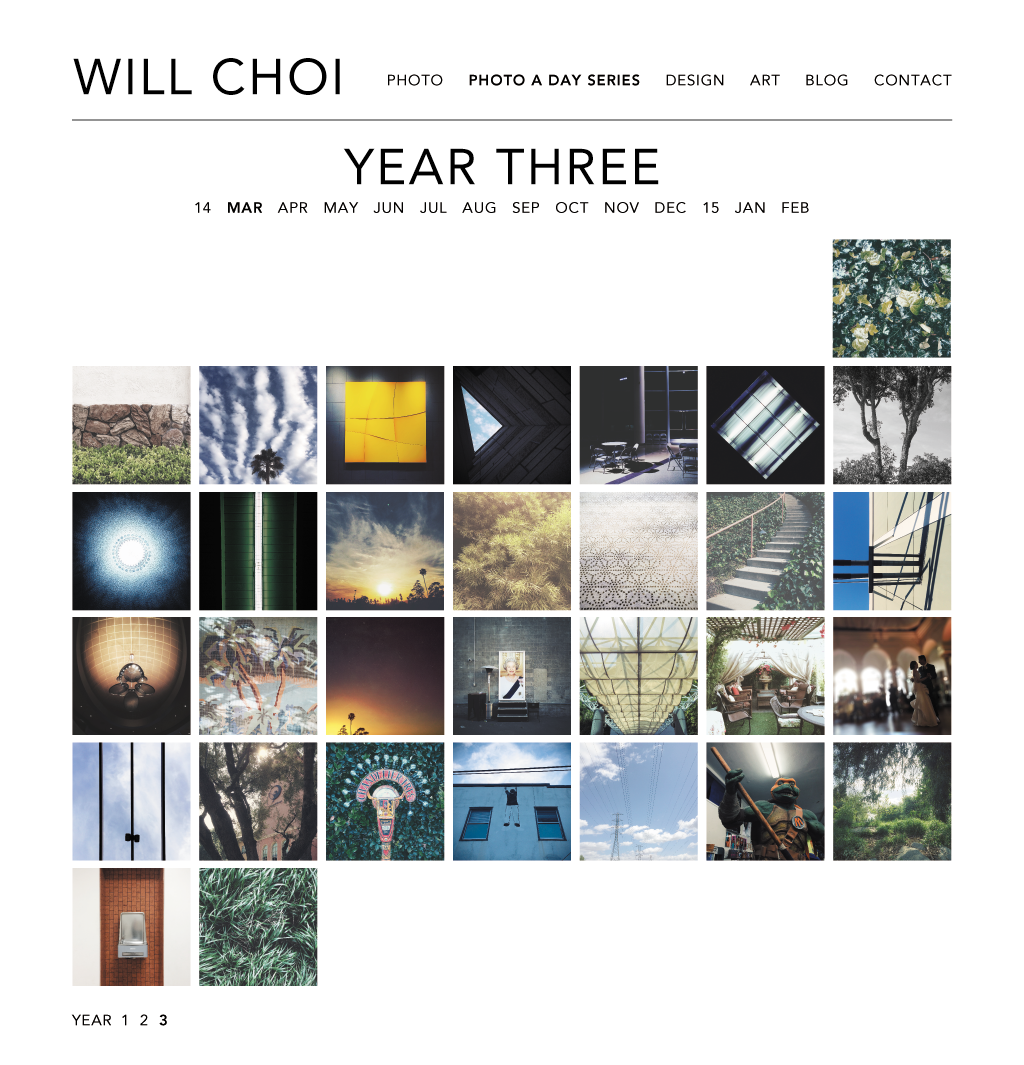 WILL CHOI PHOTO PHOTO A DAY SERIES DESIGN ART BLOG CONTACT
YEAR THREE
14 MAR APR MAY JUN JUL AUG SEP OCT NOV DEC 15 JAN FEB
YEAR 1 2 3